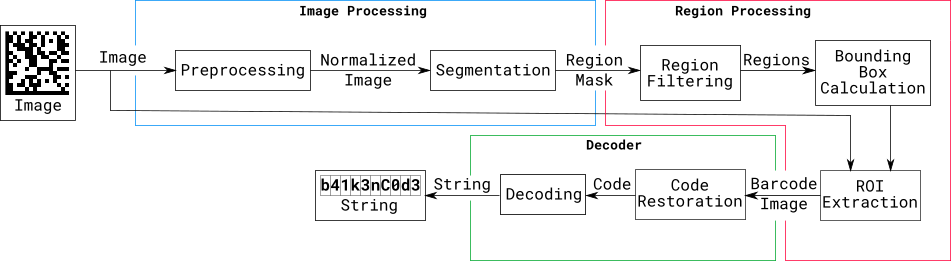 Image Processing
Region Processing
Image
Image
Preprocessing
Normalized
Image
Segmentation
Region
Mask
Region
Filtering
Regions
Bounding
Box
Calculation
Decoder
b41k3nC0d3
String
String
Decoding
Code
Code
Restoration
Barcode
Image
ROI
Extraction